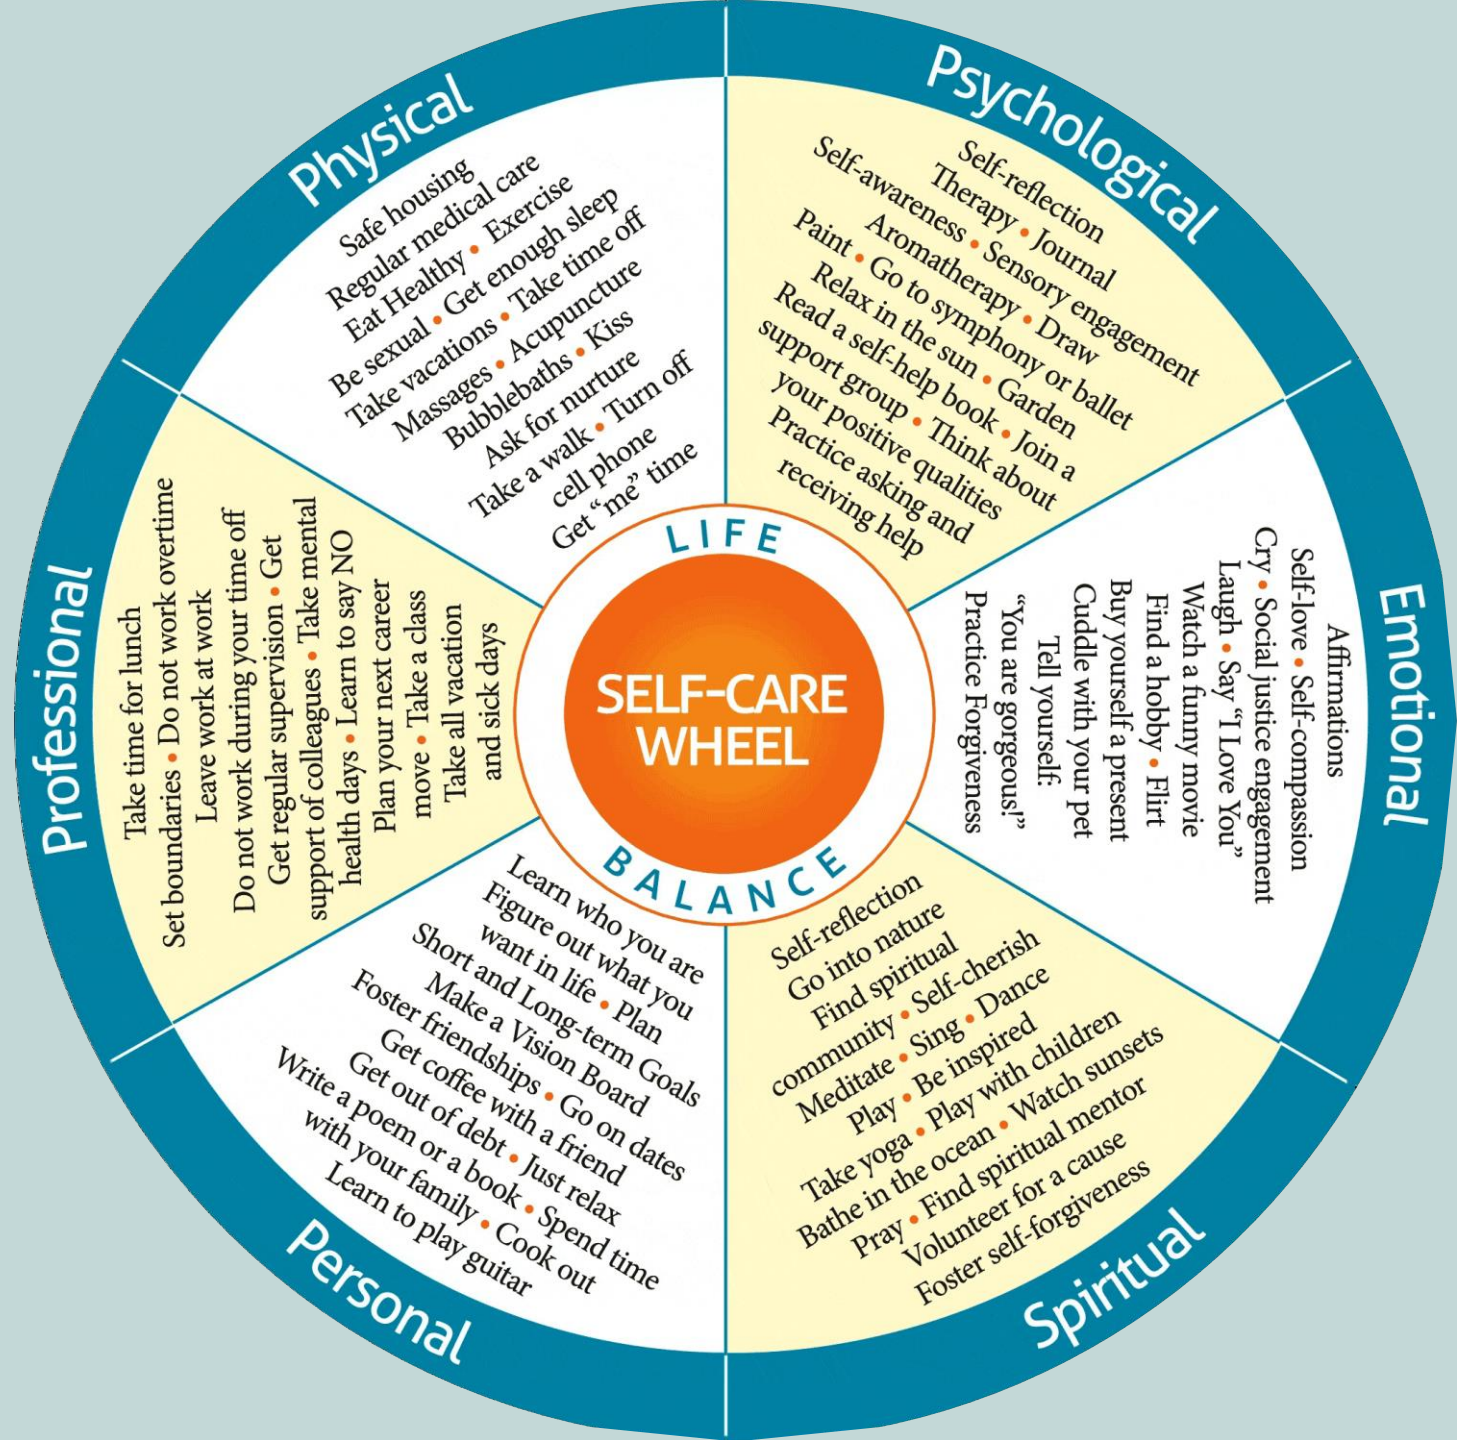 Physical
Safe housing
Regular medical care
Eat Healthy • Exercise
Be sexual • Get enough sleep
Take vacations • Take time off
Massages • Acupuncture
Bubblebaths • Kiss
Ask for nurture
Take a walk • Turn off
cell phone
Get “me” time
Psychological
Self-reflection
Therapy • Journal
Self-awareness • Sensory engagement
Aromatherapy • Draw
Paint • Go to symphony or ballet
Relax in the sun • Garden
Read a self-help book • Join a
support group • Think about
your positive qualities
Practice asking and
receiving help
Emotional
Affirmations
Self-love • Self-compassion
Cry • Social justice engagement
Laugh • Say “I Love You”
Watch a funny movie
Find a hobby • Flirt
Buy yourself a present
Cuddle with your pet
Tell yourself:
“You are gorgeous!”
Practice Forgiveness
Spiritual
Self-reflection
Go into nature
Find spiritual
community • Self-cherish
Meditate • Sing • Dance
Play • Be inspired
Take yoga • Play with children
Bathe in the ocean • Watch sunsets
Pray • Find spiritual mentor
Volunteer for a cause
Foster self-forgiveness
Personal
Learn who you are
Figure out what you
want in life • Plan
Short and Long-term Goals
Make a Vision Board
Foster friendships • Go on dates
Get coffee with a friend
Get out of debt • Just relax
Write a poem or a book • Spend time
with your family • Cook out
Learn to play guitar
Professional
Take time for lunch
Set boundaries • Do not work overtime
Leave work at work
Do not work during your time off
Get regular supervision • Get
support of colleagues • Take mental
health days • Learn to say NO
Plan your next career
move • Take a class
Take all vacation
and sick days
LIFE
SELF-CARE
WHEEL
BALANCE